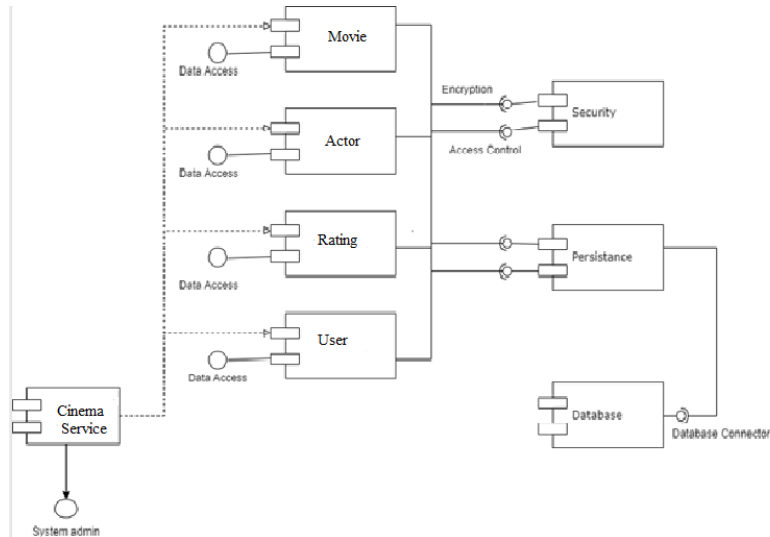 Movie
Data Access
Encryption
Security
Actor
Access Control
Data Access
Rating
Persistance
Data Access
User
Data Access
Cinema
Service
Database
Database Connector
System admin